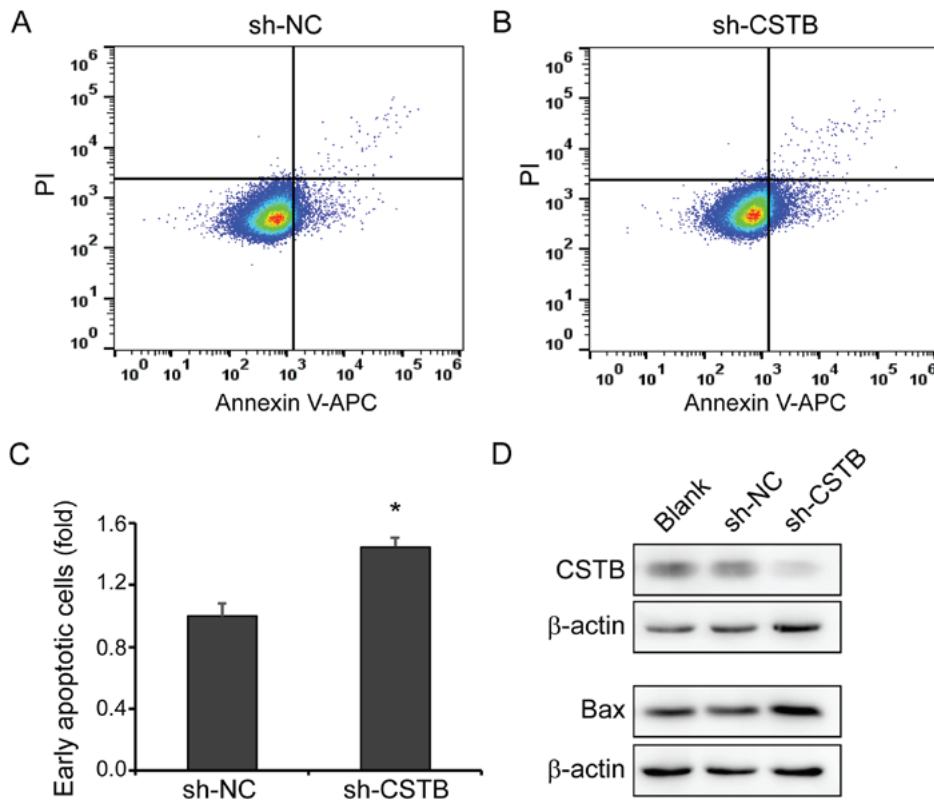 A
sh-NC
10⁶
10⁵
10⁴
10³
10²
10¹
10⁰
PI
10⁰ 10¹ 10² 10³ 10⁴ 10⁵ 10⁶
Annexin V-APC
B
sh-CSTB
10⁶
10⁵
10⁴
10³
10²
10¹
10⁰
PI
10⁰ 10¹ 10² 10³ 10⁴ 10⁵ 10⁶
Annexin V-APC
C
Early apoptotic cells (fold)
1.6
1.2
0.8
0.4
0.0
*
sh-NC sh-CSTB
D
Blank sh-NC sh-CSTB
CSTB
β-actin
Bax
β-actin